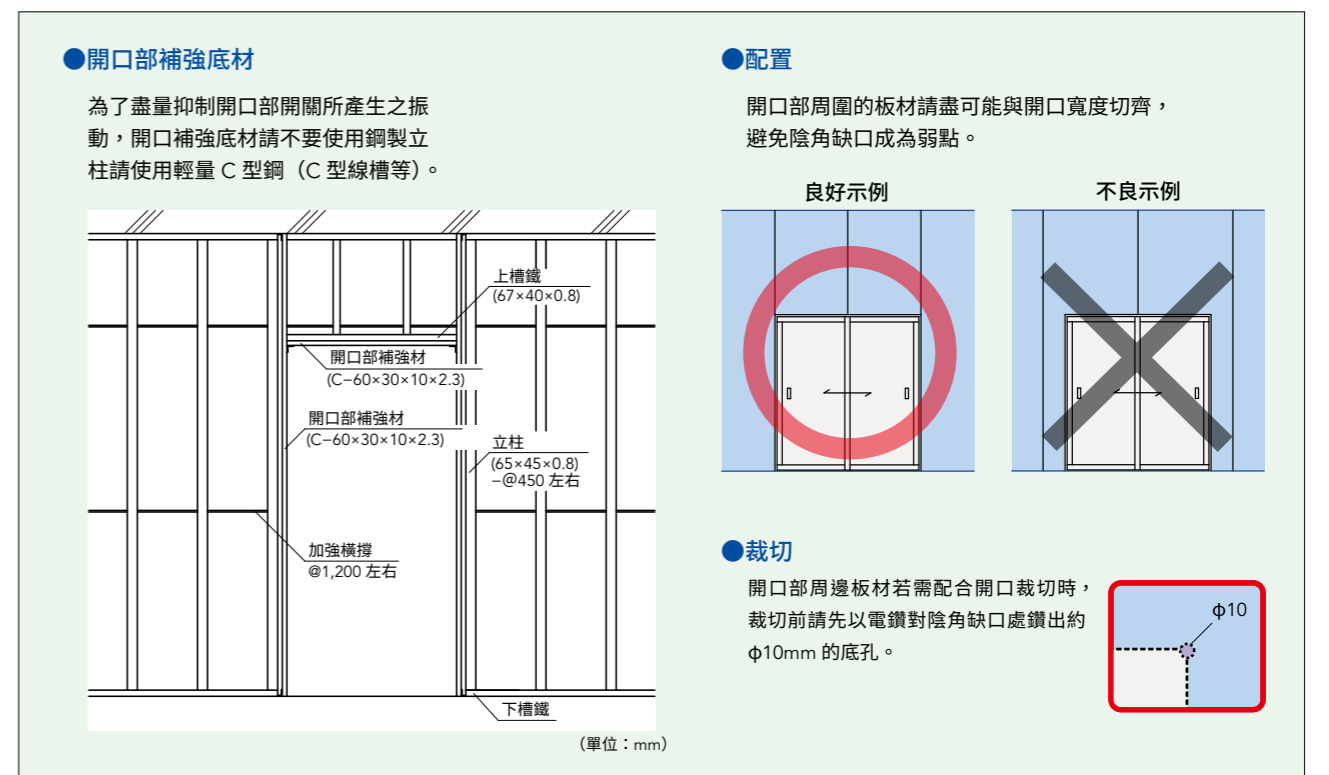 ●開口部補強底材
為了盡量抑制開口部開關所產生之振
動，開口補強底材請不要使用鋼製立
柱請使用輕量 C 型鋼（C 型線槽等）。
上槽鐵
(67×40×0.8)
開口部補強材
(C−60×30×10×2.3)
開口部補強材
(C−60×30×10×2.3)
立柱
(65×45×0.8)
−@450 左右
加強橫撐
@1,200 左右
下槽鐵
（單位：mm）
●配置
開口部周圍的板材請盡可能與開口寬度切齊，
避免陰角缺口成為弱點。
良好示例
不良示例
●裁切
開口部周邊板材若需配合開口裁切時，
裁切前請先以電鑽對陰角缺口處鑽出約
φ10mm 的底孔。
φ10